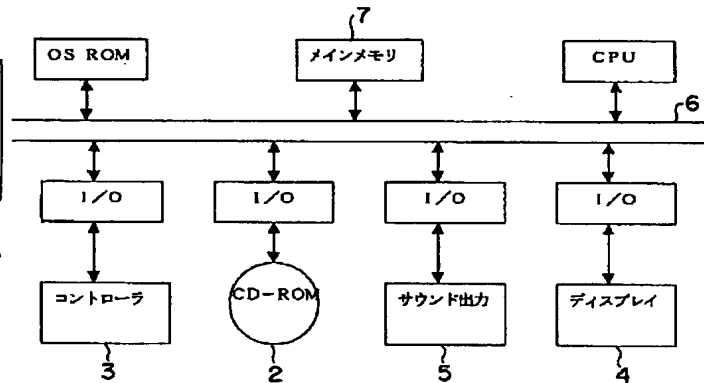 7
OS ROM
メインメモリ
CPU
6
I/O
I/O
I/O
I/O
コントローラ
CD-ROM
サウンド出力
ディスプレイ
3
2
5
4